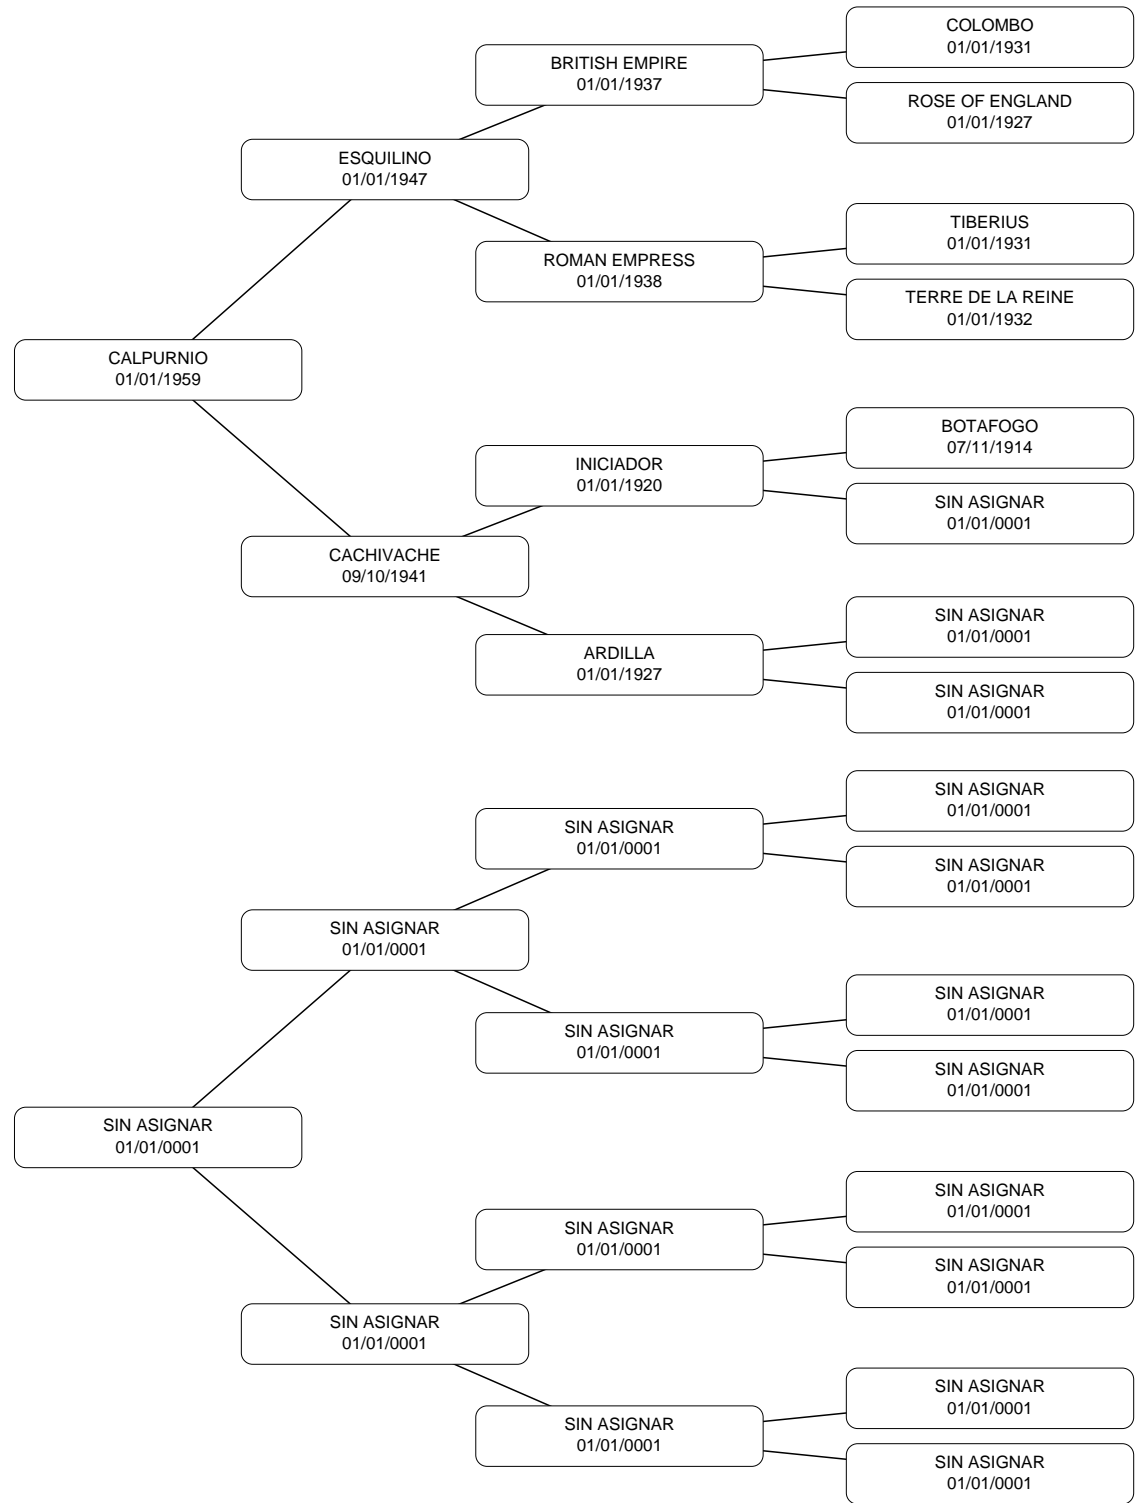 COLOMBO
01/01/1931
BRITISH EMPIRE
01/01/1937
ROSE OF ENGLAND
01/01/1927
ESQUILINO
01/01/1947
TIBERIUS
01/01/1931
ROMAN EMPRESS
01/01/1938
TERRE DE LA REINE
01/01/1932
CALPURNIO
01/01/1959
BOTAFOGO
07/11/1914
INICIADOR
01/01/1920
SIN ASIGNAR
01/01/0001
CACHIVACHE
09/10/1941
SIN ASIGNAR
01/01/0001
ARDILLA
01/01/1927
SIN ASIGNAR
01/01/0001
SIN ASIGNAR
01/01/0001
SIN ASIGNAR
01/01/0001
SIN ASIGNAR
01/01/0001
SIN ASIGNAR
01/01/0001
SIN ASIGNAR
01/01/0001
SIN ASIGNAR
01/01/0001
SIN ASIGNAR
01/01/0001
SIN ASIGNAR
01/01/0001
SIN ASIGNAR
01/01/0001
SIN ASIGNAR
01/01/0001
SIN ASIGNAR
01/01/0001
SIN ASIGNAR
01/01/0001
SIN ASIGNAR
01/01/0001
SIN ASIGNAR
01/01/0001
SIN ASIGNAR
01/01/0001